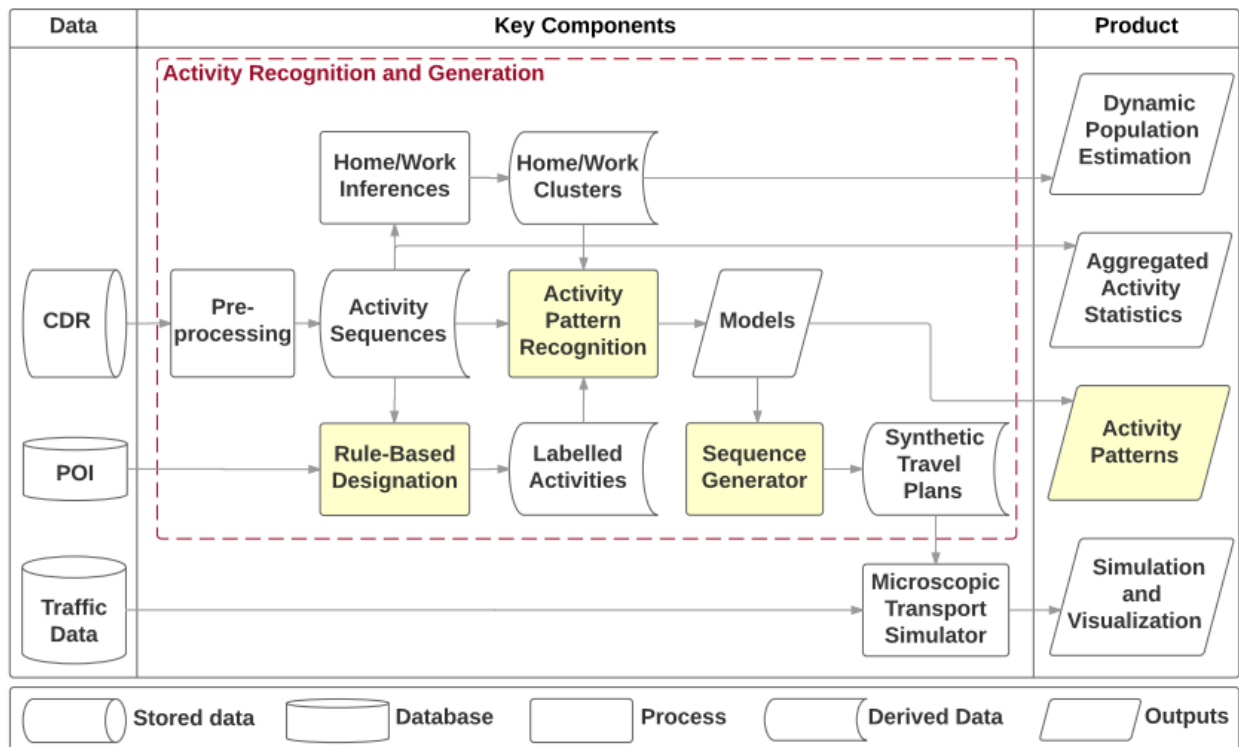 Data
Key Components
Product
Activity Recognition and Generation
Dynamic
Population
Estimation
Home/Work
Inferences
Home/Work
Clusters
Aggregated
Activity
Statistics
CDR
Pre-
processing
Activity
Sequences
Activity
Pattern
Recognition
Models
Activity
Patterns
POI
Rule-Based
Designation
Labelled
Activities
Sequence
Generator
Synthetic
Travel
Plans
Traffic
Data
Microscopic
Transport
Simulator
Simulation
and
Visualization
Stored data
Database
Process
Derived Data
Outputs